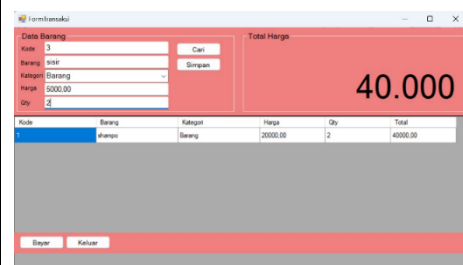 FormTransaksi
Data Barang
Kode 3 Cari
Barang sisir Simpan
Kategori Barang
Harga 5000,00
Qty 2
Total Harga
40.000
Kode Barang Kategori Harga Qty Total
1 shampo Barang 20000,00 2 40000,00
Bayar Keluar